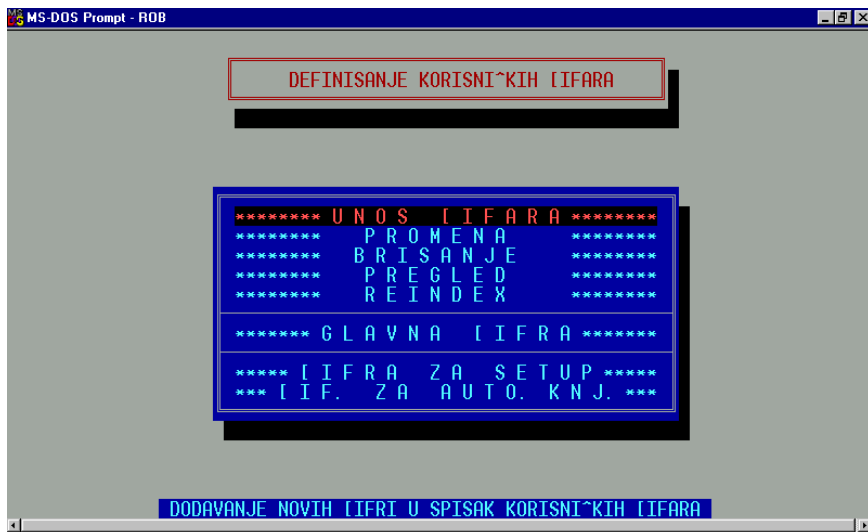 MS-DOS Prompt - ROB
DEFINISANJE KORISNI^KIH [IFARA
******** U N O S   [ I F A R A ********
******** P R O M E N A ********
******** B R I S A N J E ********
******** P R E G L E D ********
******** R E I N D E X ********
******* G L A V N A   [ I F R A *******
***** [ I F R A   Z A   S E T U P *****
*** [ I F.   Z A   A U T O.   K N J. ***
DODAVANJE NOVIH [IFRI U SPISAK KORISNI^KIH [IFARA